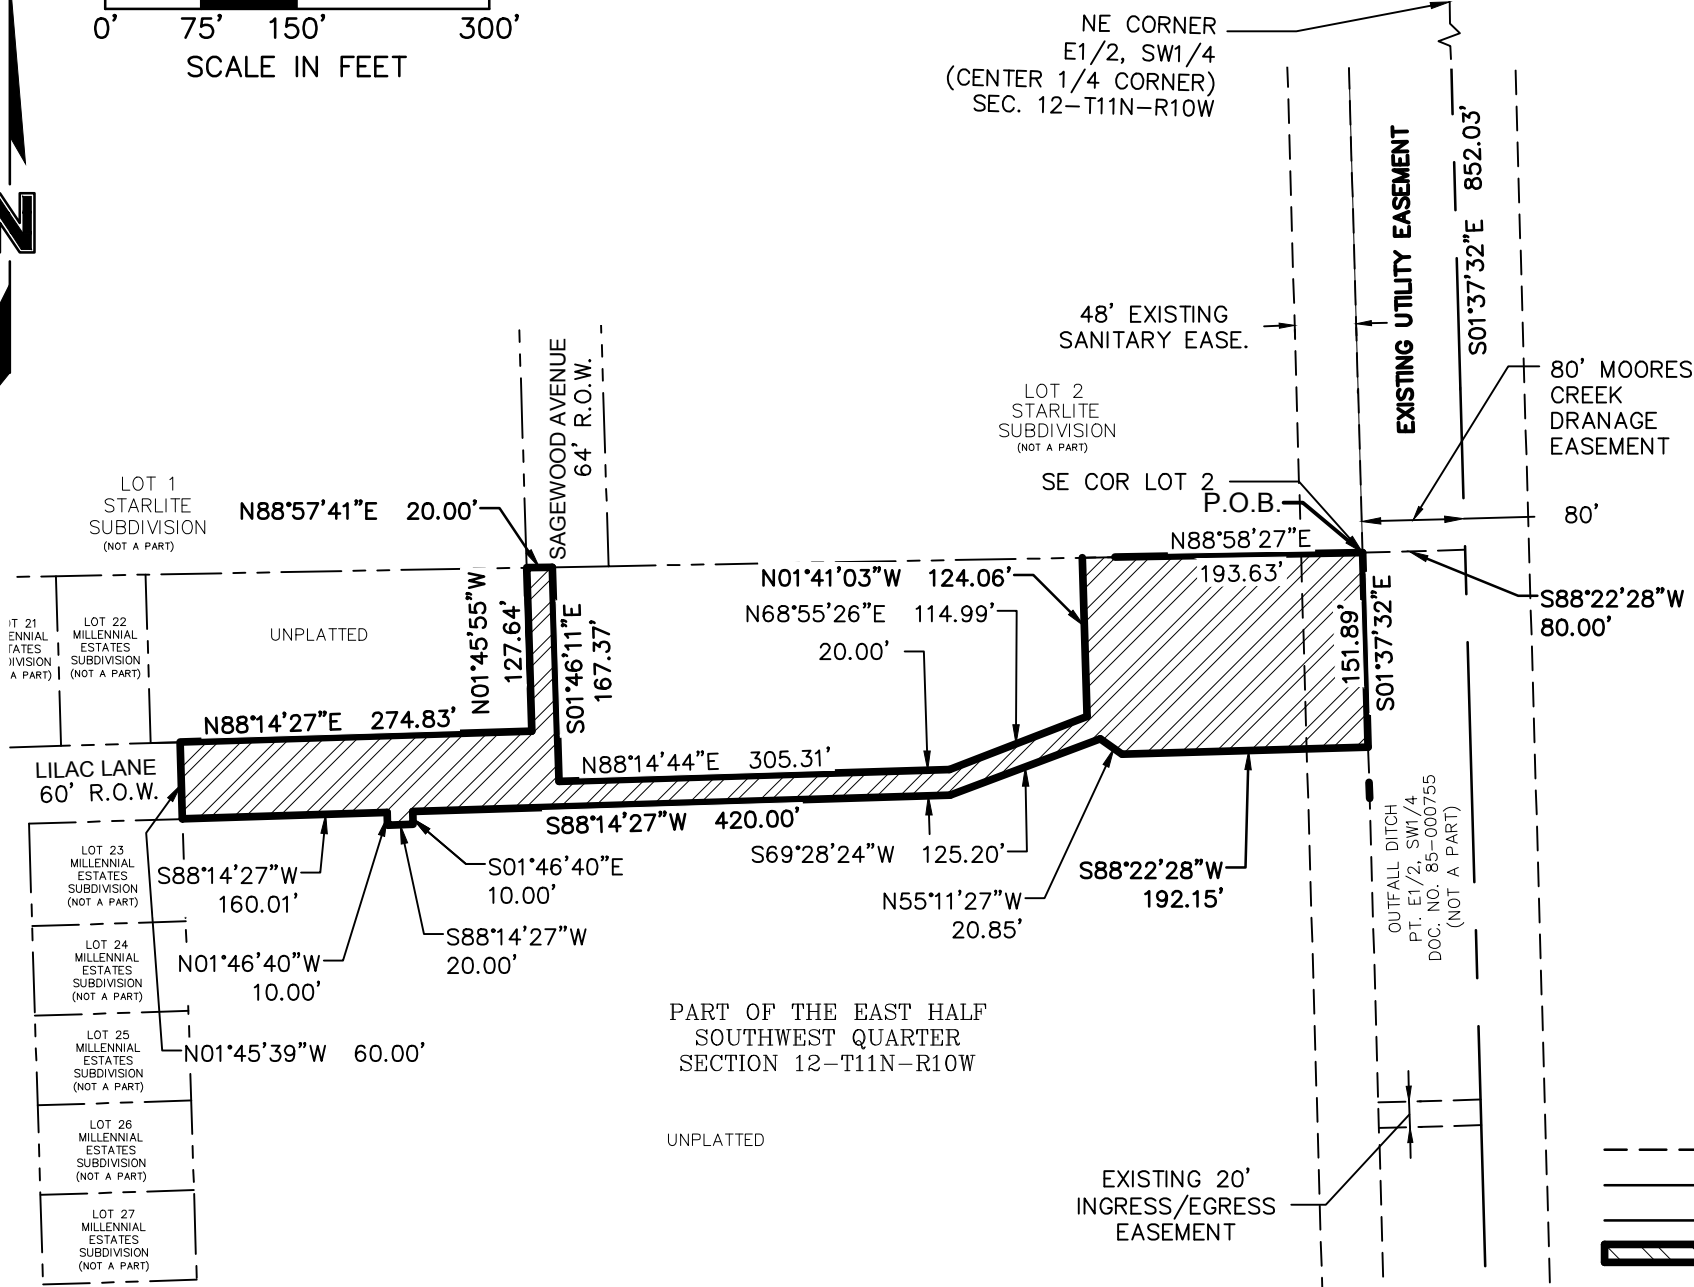 0' 75' 150' 300'
SCALE IN FEET
N
NE CORNER
E1/2, SW1/4
(CENTER 1/4 CORNER)
SEC. 12-T11N-R10W
EXISTING UTILITY EASEMENT
S01°37'32"E 852.03'
48' EXISTING
SANITARY EASE.
80' MOORES
CREEK
DRANAGE
EASEMENT
LOT 2
STARLITE
SUBDIVISION
(NOT A PART)
SAGEWOOD AVENUE
64' R.O.W.
SE COR LOT 2
P.O.B.
80'
LOT 1
STARLITE
SUBDIVISION
(NOT A PART)
N88°57'41"E 20.00'
N88°58'27"E
193.63'
N01°41'03"W 124.06'
N68°55'26"E 114.99'
20.00'
S88°22'28"W
80.00'
151.89'
S01°37'32"E
21
LOT 22
MILLENNIAL
ESTATES
SUBDIVISION
(NOT A PART)
UNPLATTED
N01°45'55"W
127.64'
S01°46'11"E
167.37'
N88°14'27"E 274.83'
N88°14'44"E 305.31'
LILAC LANE
60' R.O.W.
S88°14'27"W 420.00'
S69°28'24"W 125.20'
S88°22'28"W
192.15'
N55°11'27"W
20.85'
S01°46'40"E
10.00'
S88°14'27"W
160.01'
S88°14'27"W
20.00'
N01°46'40"W
10.00'
N01°45'39"W 60.00'
LOT 23
MILLENNIAL
ESTATES
SUBDIVISION
(NOT A PART)
LOT 24
MILLENNIAL
ESTATES
SUBDIVISION
(NOT A PART)
LOT 25
MILLENNIAL
ESTATES
SUBDIVISION
(NOT A PART)
LOT 26
MILLENNIAL
ESTATES
SUBDIVISION
(NOT A PART)
LOT 27
MILLENNIAL
ESTATES
SUBDIVISION
(NOT A PART)
OUTFALL DITCH
PT. E1/2, SW1/4
DOC. NO. 85-000755
(NOT A PART)
PART OF THE EAST HALF
SOUTHWEST QUARTER
SECTION 12-T11N-R10W
UNPLATTED
EXISTING 20'
INGRESS/EGRESS
EASEMENT